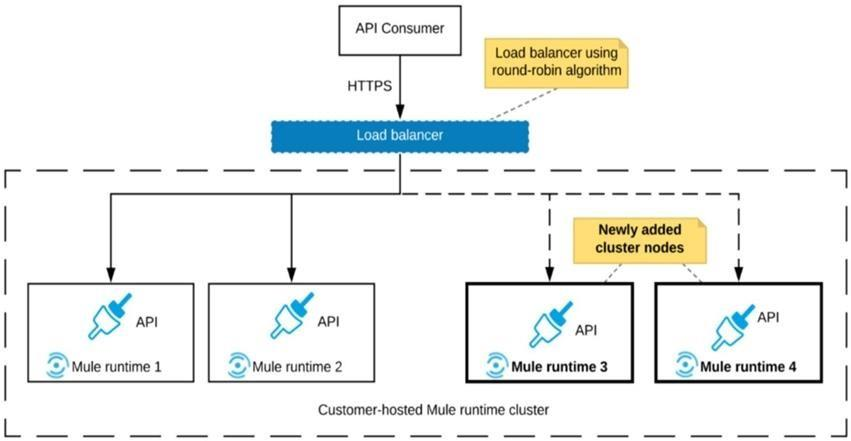 API Consumer
Load balancer using
round-robin algorithm
HTTPS
Load balancer
Newly added
cluster nodes
API
API
API
API
Mule runtime 1
Mule runtime 2
Mule runtime 3
Mule runtime 4
Customer-hosted Mule runtime cluster